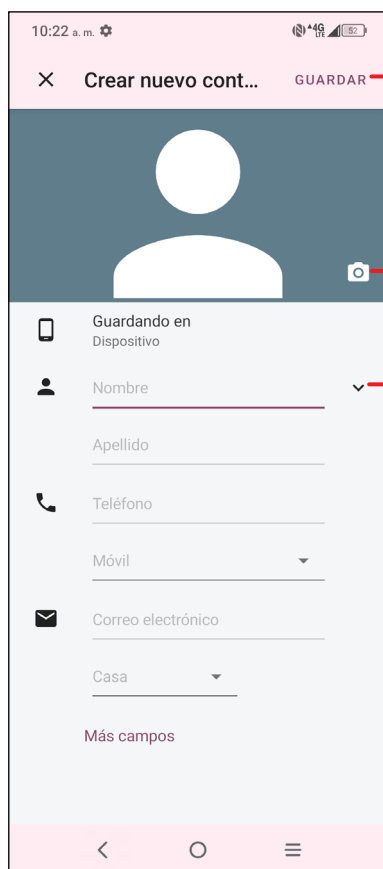 10:22 a. m. 4G LTE 52
Crear nuevo cont... GUARDAR
Guardando en
Dispositivo
Nombre
Apellido
Teléfono
Móvil
Correo electrónico
Casa
Más campos